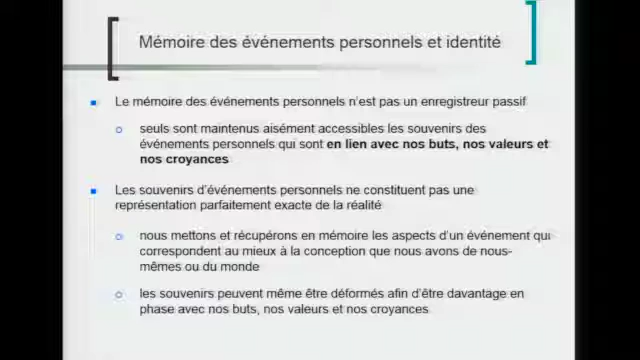 Mémoire des événements personnels et identité
Le mémoire des événements personnels n'est pas un enregistreur passif
seuls sont maintenus aisément accessibles les souvenirs des
événements personnels qui sont en lien avec nos buts, nos valeurs et
nos croyances
Les souvenirs d'événements personnels ne constituent pas une
représentation parfaitement exacte de la réalité
nous mettons et récupérons en mémoire les aspects d'un événement qui
correspondent au mieux à la conception que nous avons de nous-
mêmes ou du monde
les souvenirs peuvent même être déformés afin d'être davantage en
phase avec nos buts, nos valeurs et nos croyances